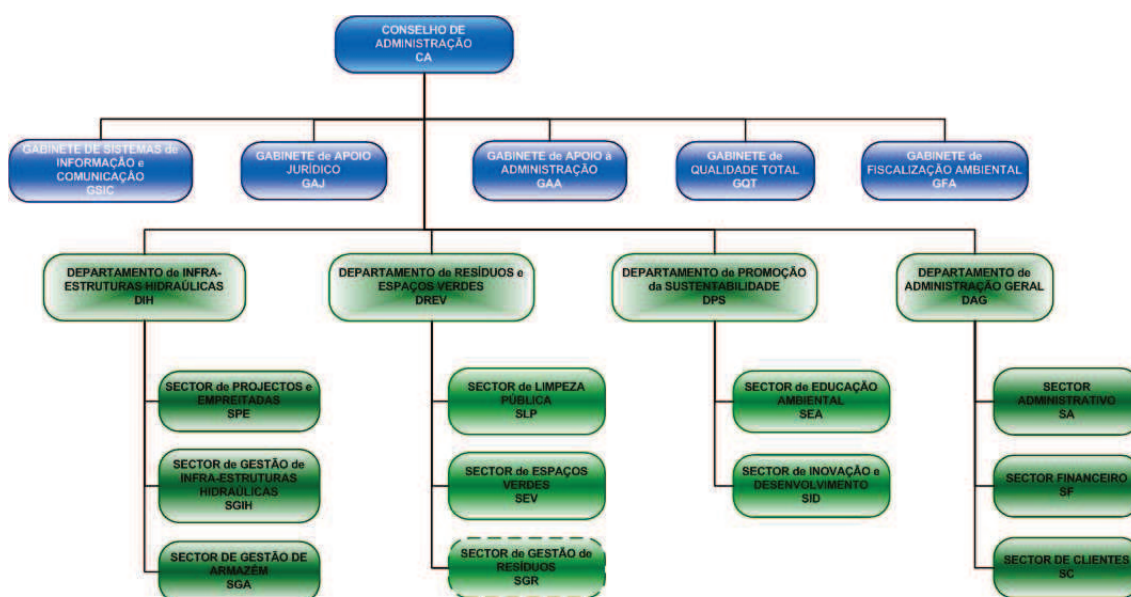 CONSELHO DE
ADMINISTRAÇÃO
CA
GABINETE DE SISTEMAS de
INFORMAÇÃO e
COMUNICAÇÃO
GSIC
GABINETE de APOIO
JURÍDICO
GAJ
GABINETE de APOIO à
ADMINISTRAÇÃO
GAA
GABINETE de
QUALIDADE TOTAL
GQT
GABINETE de
FISCALIZAÇÃO AMBIENTAL
GFA
DEPARTAMENTO de INFRA-
ESTRUTURAS HIDRAÚLICAS
DIH
DEPARTAMENTO de RESÍDUOS e
ESPAÇOS VERDES
DREV
DEPARTAMENTO de PROMOÇÃO
da SUSTENTABILIDADE
DPS
DEPARTAMENTO de
ADMINISTRAÇÃO GERAL
DAG
SECTOR de PROJECTOS e
EMPREITADAS
SPE
SECTOR de LIMPEZA
PÚBLICA
SLP
SECTOR de EDUCAÇÃO
AMBIENTAL
SEA
SECTOR
ADMINISTRATIVO
SA
SECTOR de GESTÃO de
INFRA-ESTRUTURAS
HIDRAÚLICAS
SGIH
SECTOR de ESPAÇOS
VERDES
SEV
SECTOR de INOVAÇÃO e
DESENVOLVIMENTO
SID
SECTOR FINANCEIRO
SF
SECTOR DE GESTÃO DE
ARMAZÉM
SGA
SECTOR de GESTÃO de
RESÍDUOS
SGR
SECTOR DE CLIENTES
SC